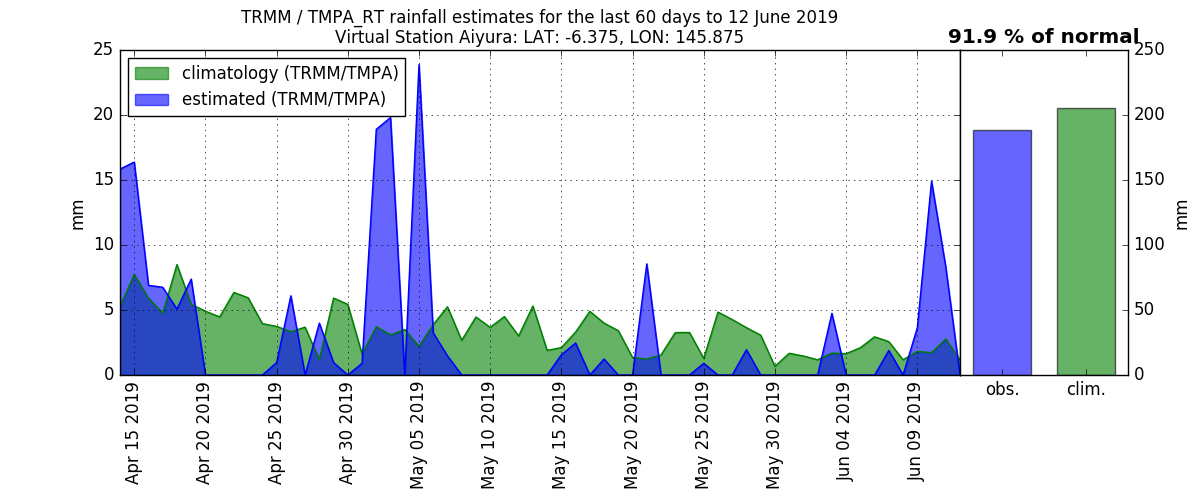 TRMM / TMPA_RT rainfall estimates for the last 60 days to 12 June 2019
Virtual Station Aiyura: LAT: -6.375, LON: 145.875
91.9 % of normal
climatology (TRMM/TMPA)
estimated (TRMM/TMPA)
25
20
15
10
5
0
mm
Apr 15 2019
Apr 20 2019
Apr 25 2019
Apr 30 2019
May 05 2019
May 10 2019
May 15 2019
May 20 2019
May 25 2019
May 30 2019
Jun 04 2019
Jun 09 2019
obs.
clim.
250
200
150
100
50
0
mm